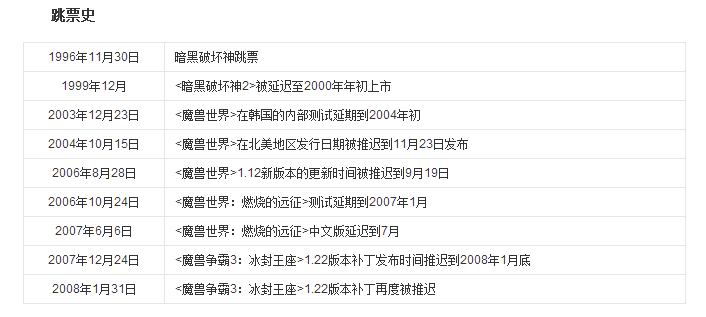 跳票史
1996年11月30日 暗黑破坏神跳票
1999年12月 <暗黑破坏神2>被延迟至2000年年初上市
2003年12月23日 <魔兽世界>在韩国的内部测试延期到2004年初
2004年10月15日 <魔兽世界>在北美地区发行日期被推迟到11月23日发布
2006年8月28日 <魔兽世界>1.12新版本的更新时间被推迟到9月19日
2006年10月24日 <魔兽世界：燃烧的远征>测试延期到2007年1月
2007年6月6日 <魔兽世界：燃烧的远征>中文版延迟到7月
2007年12月24日 <魔兽争霸3：冰封王座>1.22版本补丁发布时间推迟到2008年1月底
2008年1月31日 <魔兽争霸3：冰封王座>1.22版本补丁再度被推迟